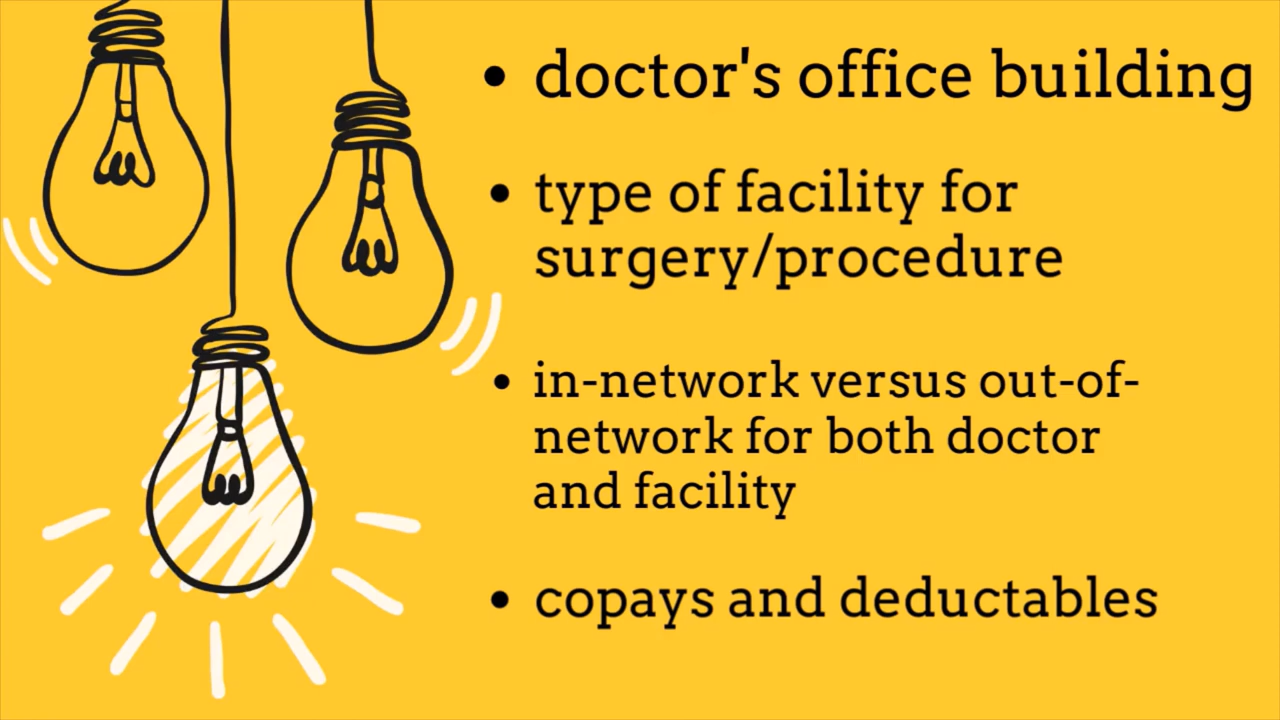 • doctor's office building
• type of facility for
surgery/procedure
• in-network versus out-of-
network for both doctor
and facility
• copays and deductables